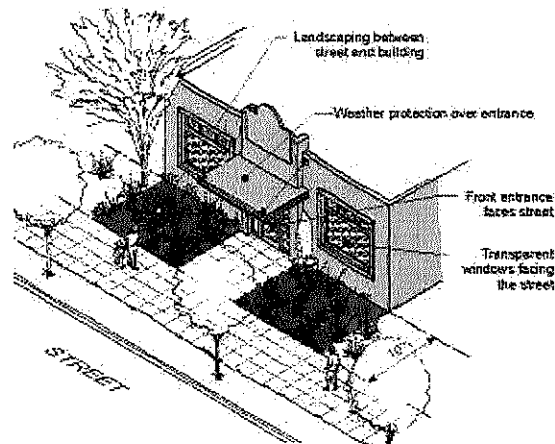 Landscaping between
street and building
Weather protection over entrance
Front entrance
faces street
Transparent
windows facing
the street
10'
STREET